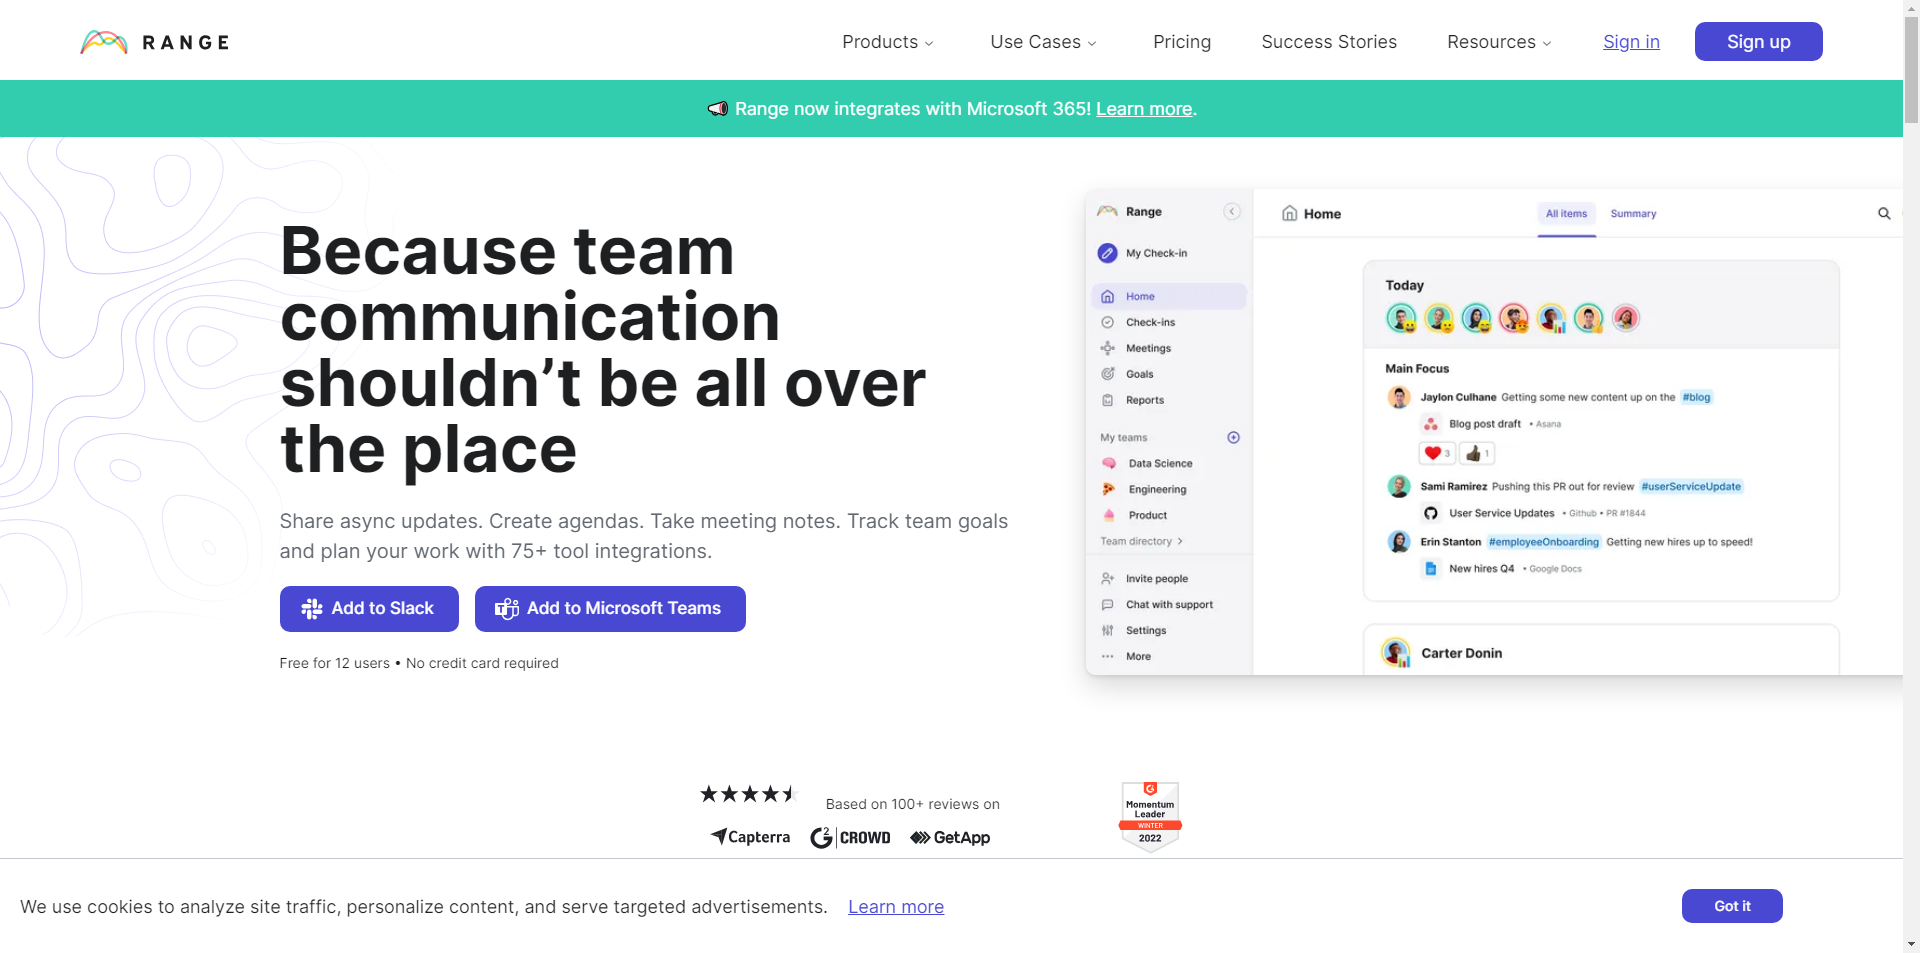 RANGE
Products
Use Cases
Pricing
Success Stories
Resources
Sign in
Sign up
Range now integrates with Microsoft 365! Learn more.
Because team
communication
shouldn’t be all over
the place
Share async updates. Create agendas. Take meeting notes. Track team goals
and plan your work with 75+ tool integrations.
Add to Slack
Add to Microsoft Teams
Free for 12 users • No credit card required
Range
My Check-in
Home
Check-ins
Meetings
Goals
Reports
My teams
Data Science
Engineering
Product
Team directory >
Invite people
Chat with support
Settings
More
Home
All items
Summary
Today
Main Focus
Jaylon Culhane Getting some new content up on the #blog
Blog post draft • Asana
3
1
Sami Ramirez Pushing this PR out for review #userServiceUpdate
User Service Updates • Github • PR #1844
Erin Stanton #employeeOnboarding Getting new hires up to speed!
New hires Q4 • Google Docs
Carter Donin
Based on 100+ reviews on
Capterra
G2 | CROWD
GetApp
Momentum
Leader
WINTER
2022
We use cookies to analyze site traffic, personalize content, and serve targeted advertisements. Learn more
Got it